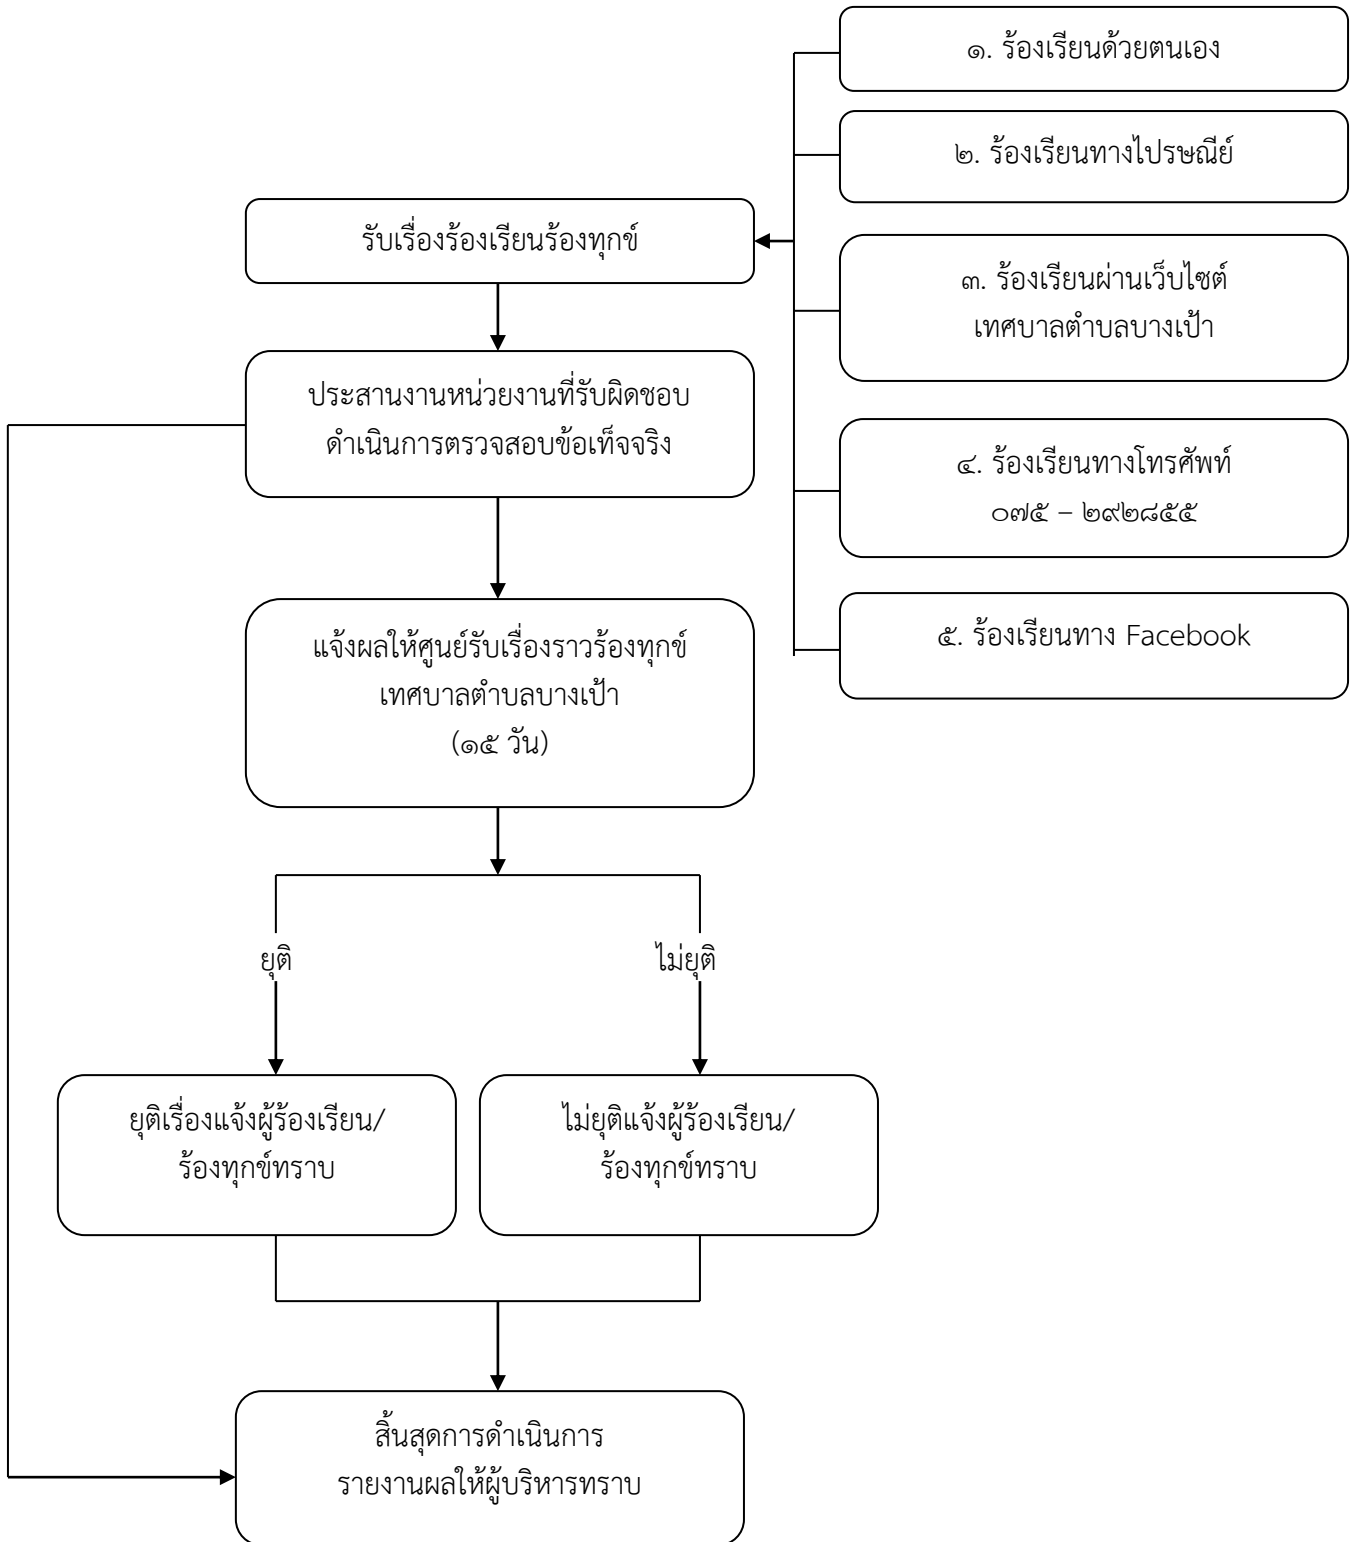 ๑. ร้องเรียนด้วยตนเอง
๒. ร้องเรียนทางไปรษณีย์
รับเรื่องร้องเรียนร้องทุกข์
๓. ร้องเรียนผ่านเว็บไซต์
เทศบาลตำบลบางเป้า
ประสานงานหน่วยงานที่รับผิดชอบ
ดำเนินการตรวจสอบข้อเท็จจริง
๔. ร้องเรียนทางโทรศัพท์
๐๗๕ – ๒๙๒๘๕๕
๕. ร้องเรียนทาง Facebook
แจ้งผลให้ศูนย์รับเรื่องราวร้องทุกข์
เทศบาลตำบลบางเป้า
(๑๕ วัน)
ยุติ
ไม่ยุติ
ยุติเรื่องแจ้งผู้ร้องเรียน/
ร้องทุกข์ทราบ
ไม่ยุติแจ้งผู้ร้องเรียน/
ร้องทุกข์ทราบ
สิ้นสุดการดำเนินการ
รายงานผลให้ผู้บริหารทราบ